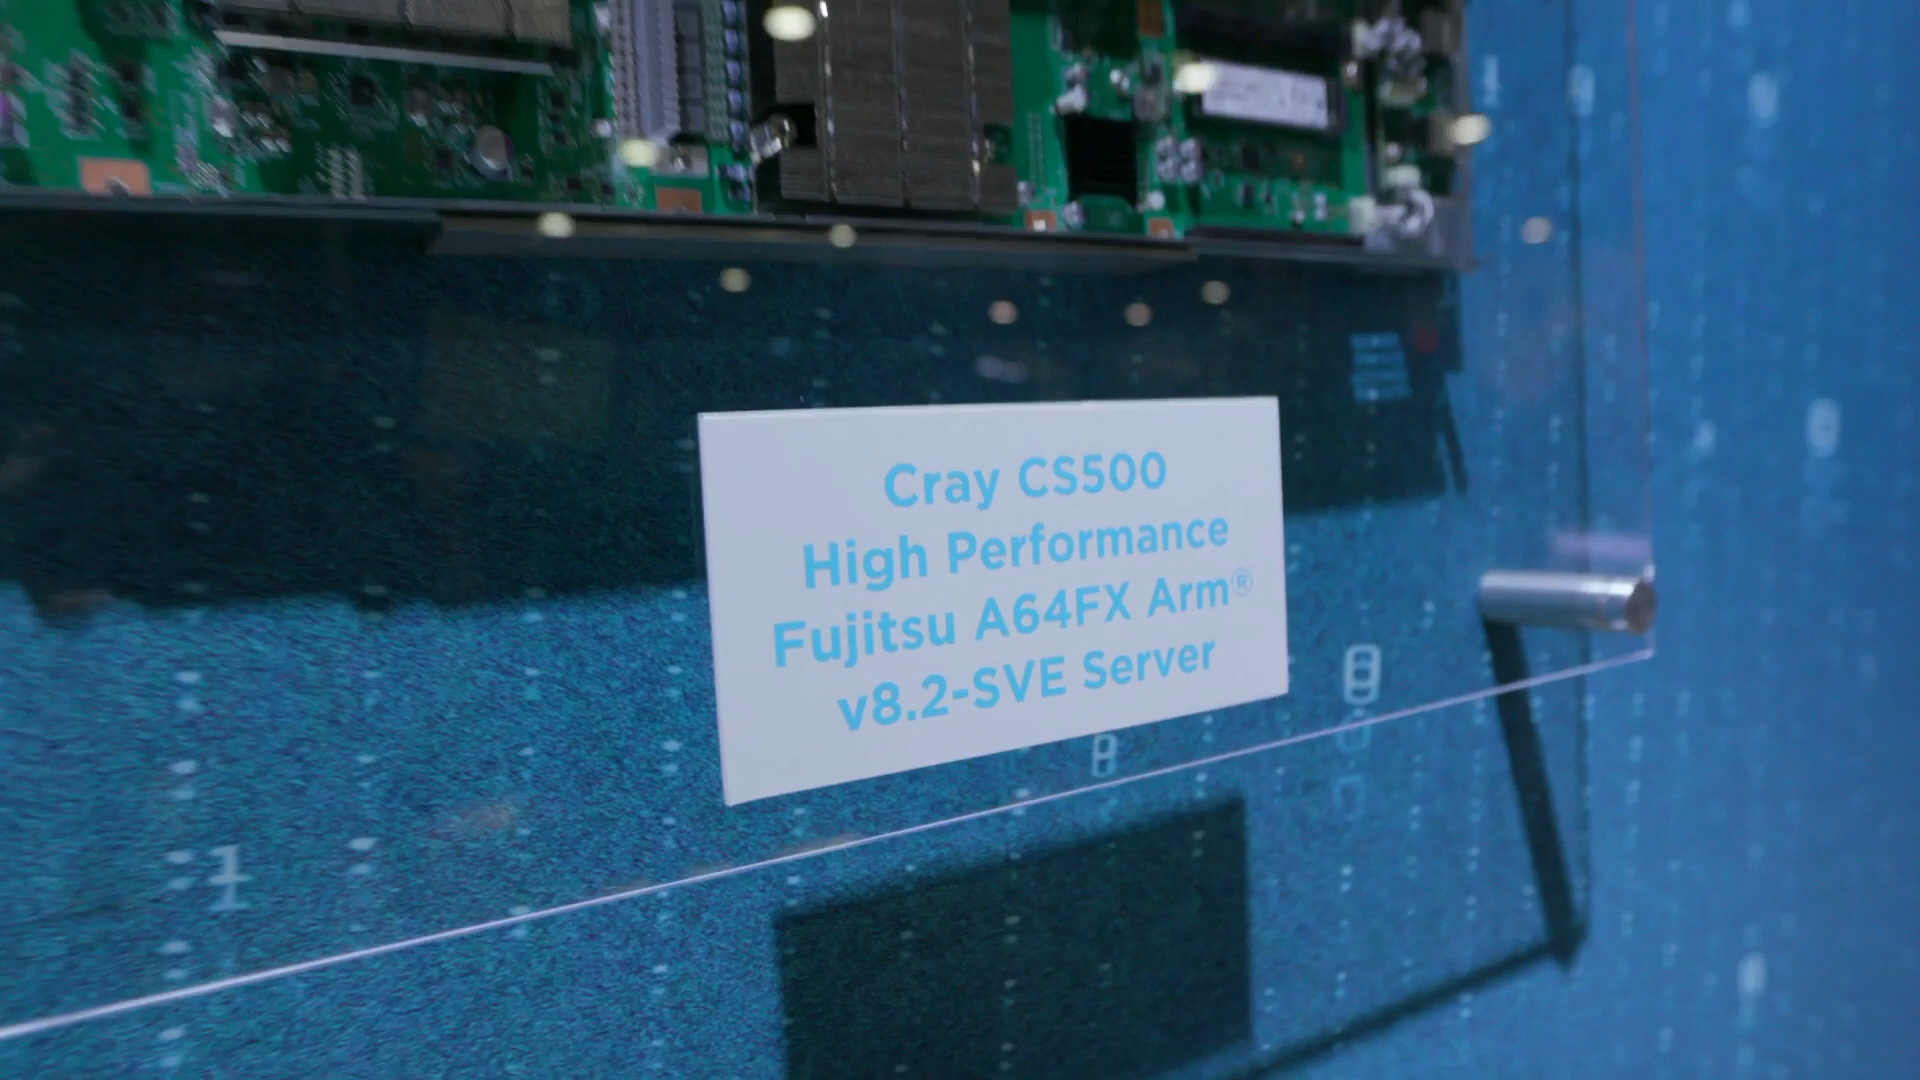 Cray CS500
High Performance
Fujitsu A64FX Arm®
v8.2-SVE Server